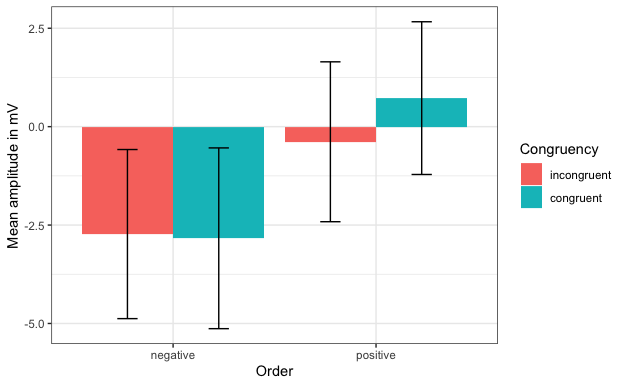 2.5
0.0
-2.5
-5.0
Mean amplitude in mV
negative
positive
Order
Congruency
incongruent
congruent